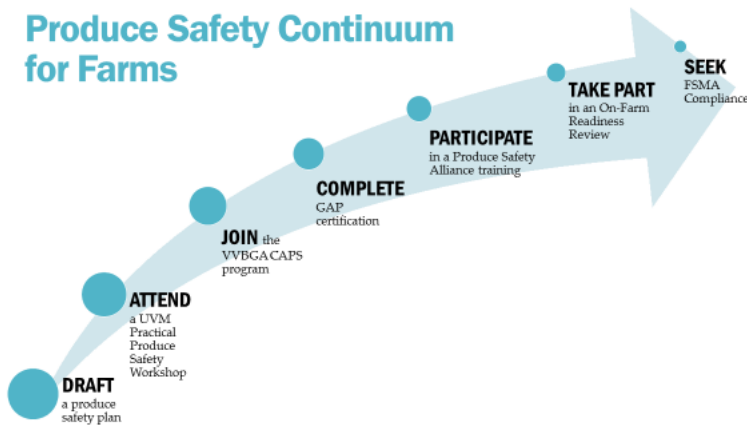 Produce Safety Continuum
for Farms
DRAFT
a produce
safety plan
ATTEND
a UVM
Practical
Produce
Safety
Workshop
JOIN the
VVBGA CAPS
program
COMPLETE
GAP
certification
PARTICIPATE
in a Produce Safety
Alliance training
TAKE PART
in an On-Farm
Readiness
Review
SEEK
FSMA
Compliance